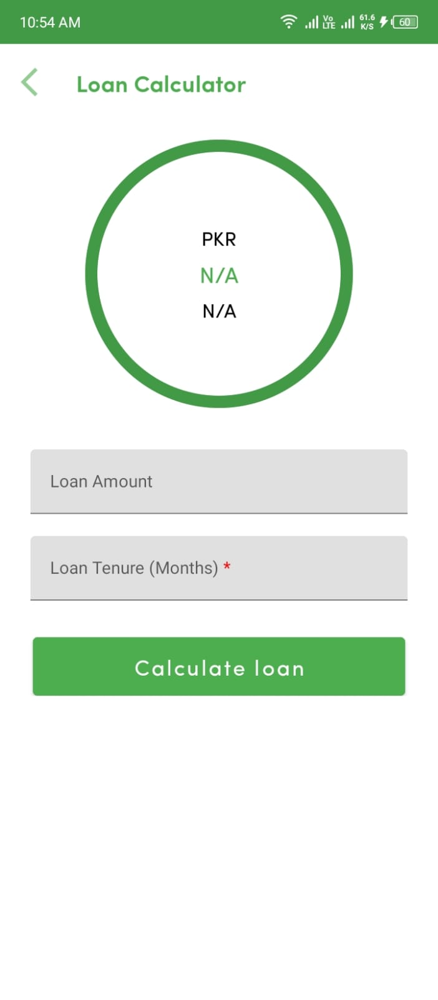 10:54 AM
Vo LTE
61.6 K/S
60
Loan Calculator
PKR
N/A
N/A
Loan Amount
Loan Tenure (Months) *
Calculate loan